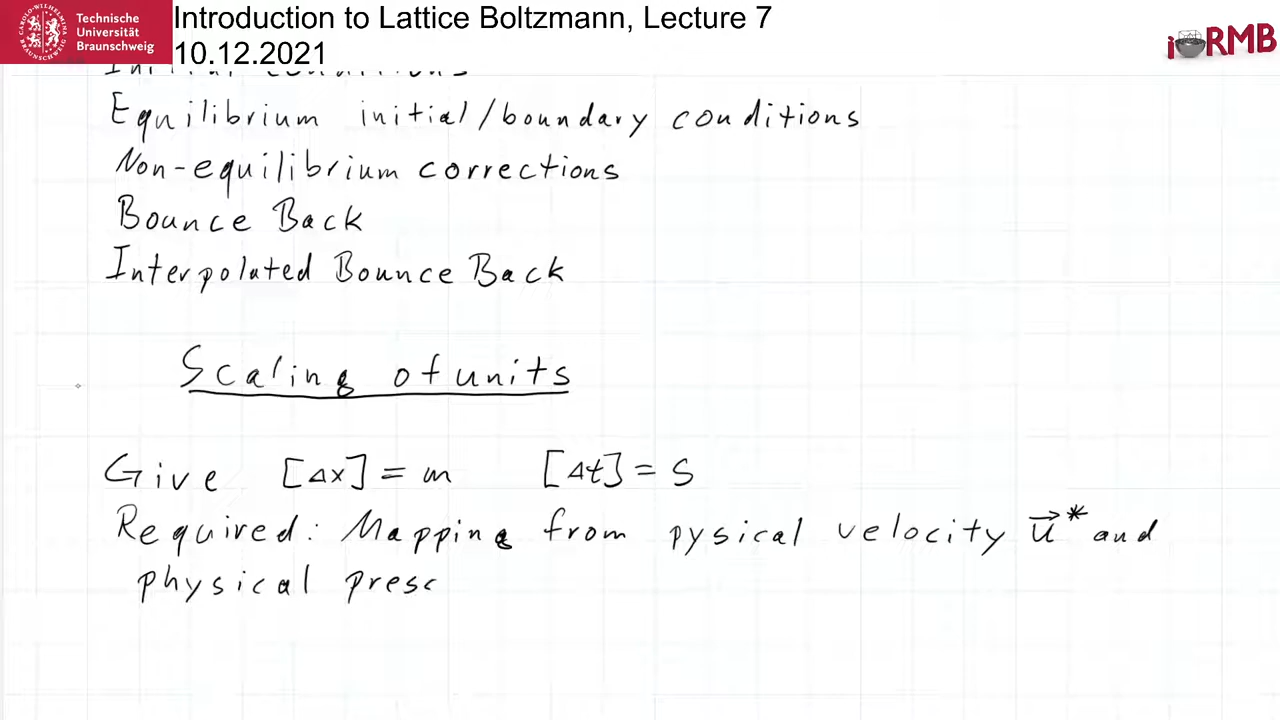 Introduction to Lattice Boltzmann, Lecture 7
10.12.2021
Technische
Universität
Braunschweig
iRMB
Equilibrium initial/boundary conditions
Non-equilibrium corrections
Bounce Back
Interpolated Bounce Back
Scaling of units
Give [Δx] = m [Δt] = s
Required: Mapping from pysical velocity u⃗* and
physical pres